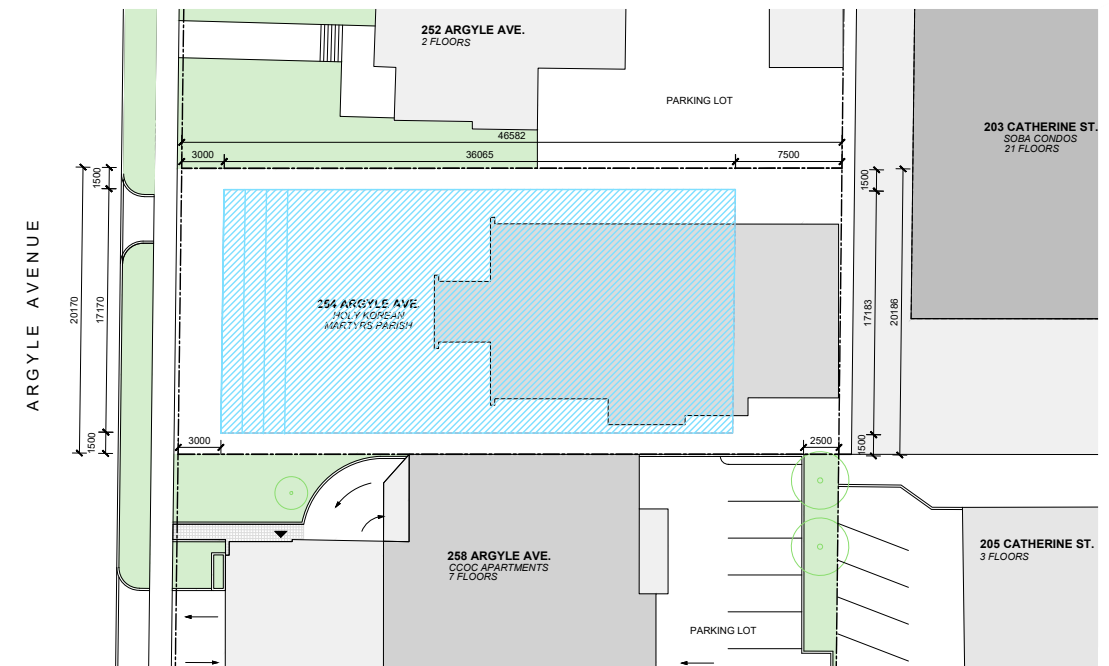 252 ARGYLE AVE.
2 FLOORS
PARKING LOT
203 CATHERINE ST.
SOBA CONDOS
21 FLOORS
46582
3000
36065
7500
1500
1500
ARGYLE AVENUE
20170
17170
254 ARGYLE AVE.
HOLY KOREAN
MARTYRS PARISH
17183
20186
1500
3000
2500
1500
258 ARGYLE AVE.
CCOC APARTMENTS
7 FLOORS
205 CATHERINE ST.
3 FLOORS
PARKING LOT